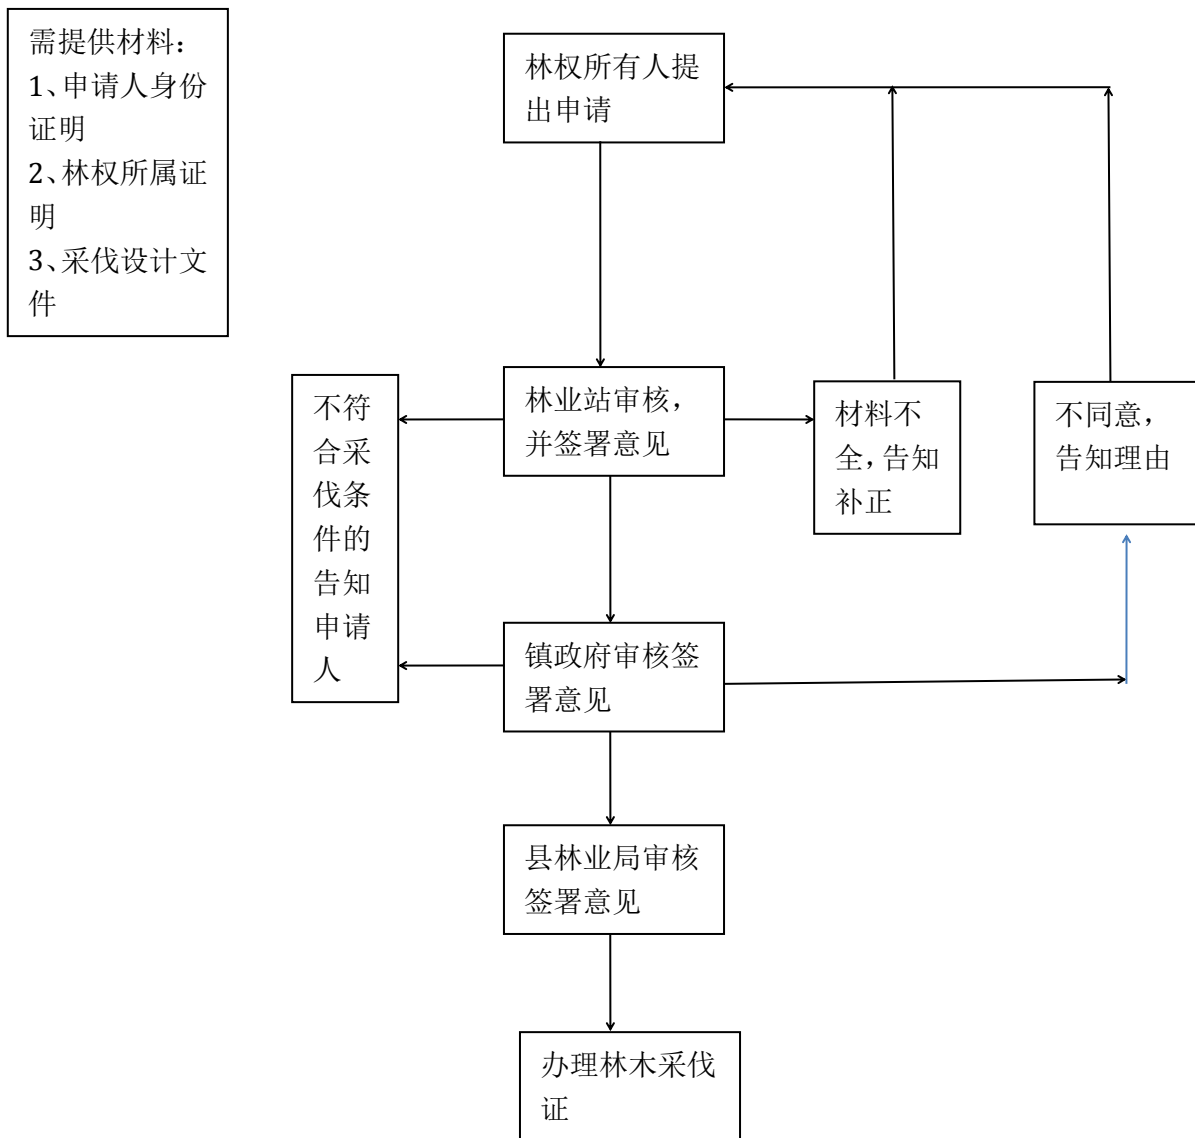 需提供材料：
1、申请人身份
证明
2、林权所属证
明
3、采伐设计文
件
林权所有人提
出申请
不符
合采
伐条
件的
告知
申请
人
林业站审核，
并签署意见
材料不
全，告知
补正
不同意，
告知理由
镇政府审核签
署意见
县林业局审核
签署意见
办理林木采伐
证